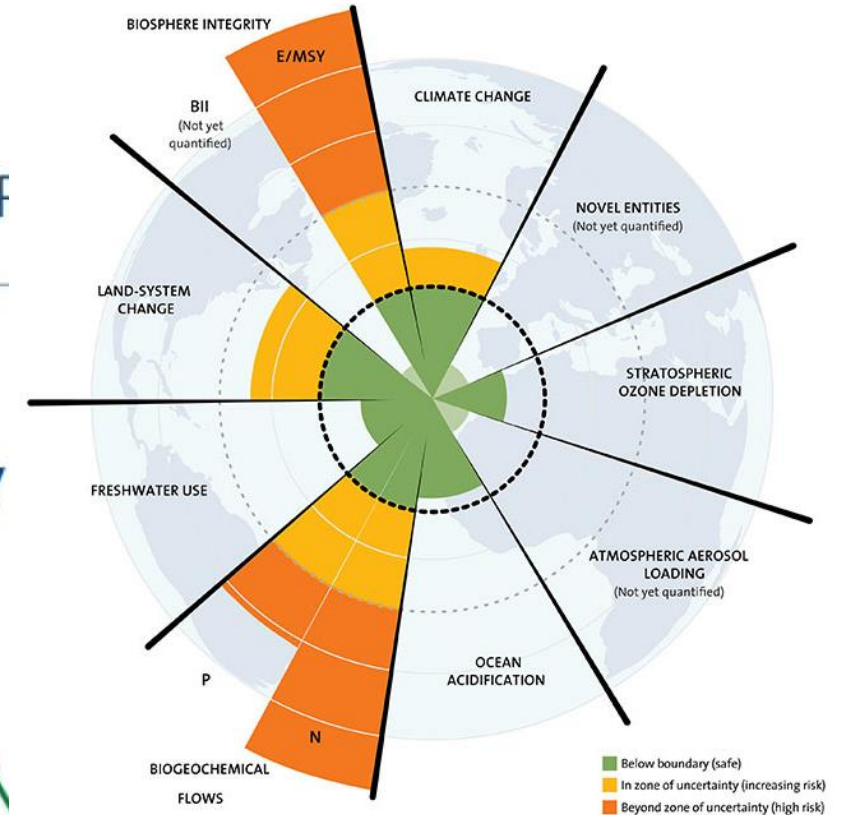 BIOSPHERE INTEGRITY
E/MSY
CLIMATE CHANGE
BII
(Not yet
quantified)
NOVEL ENTITIES
(Not yet quantified)
LAND-SYSTEM
CHANGE
STRATOSPHERIC
OZONE DEPLETION
FRESHWATER USE
ATMOSPHERIC AEROSOL
LOADING
(Not yet quantified)
OCEAN
ACIDIFICATION
P
N
BIOGEOCHEMICAL
FLOWS
Below boundary (safe)
In zone of uncertainty (increasing risk)
Beyond zone of uncertainty (high risk)